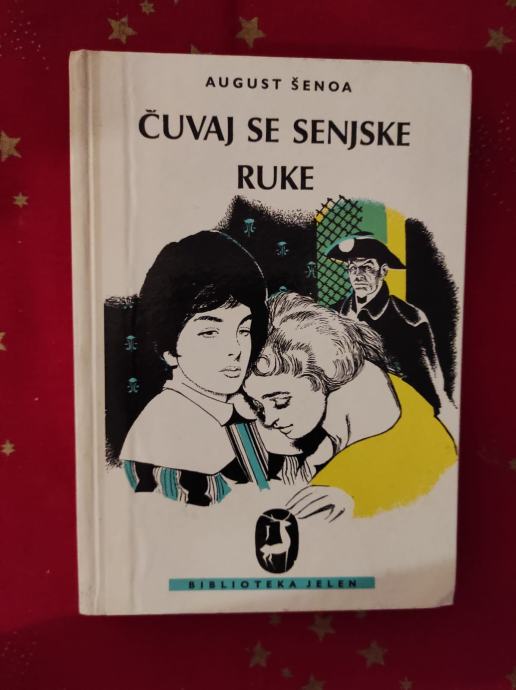 AUGUST ŠENOA
ČUVAJ SE SENJSKE
RUKE
BIBLIOTEKA JELEN